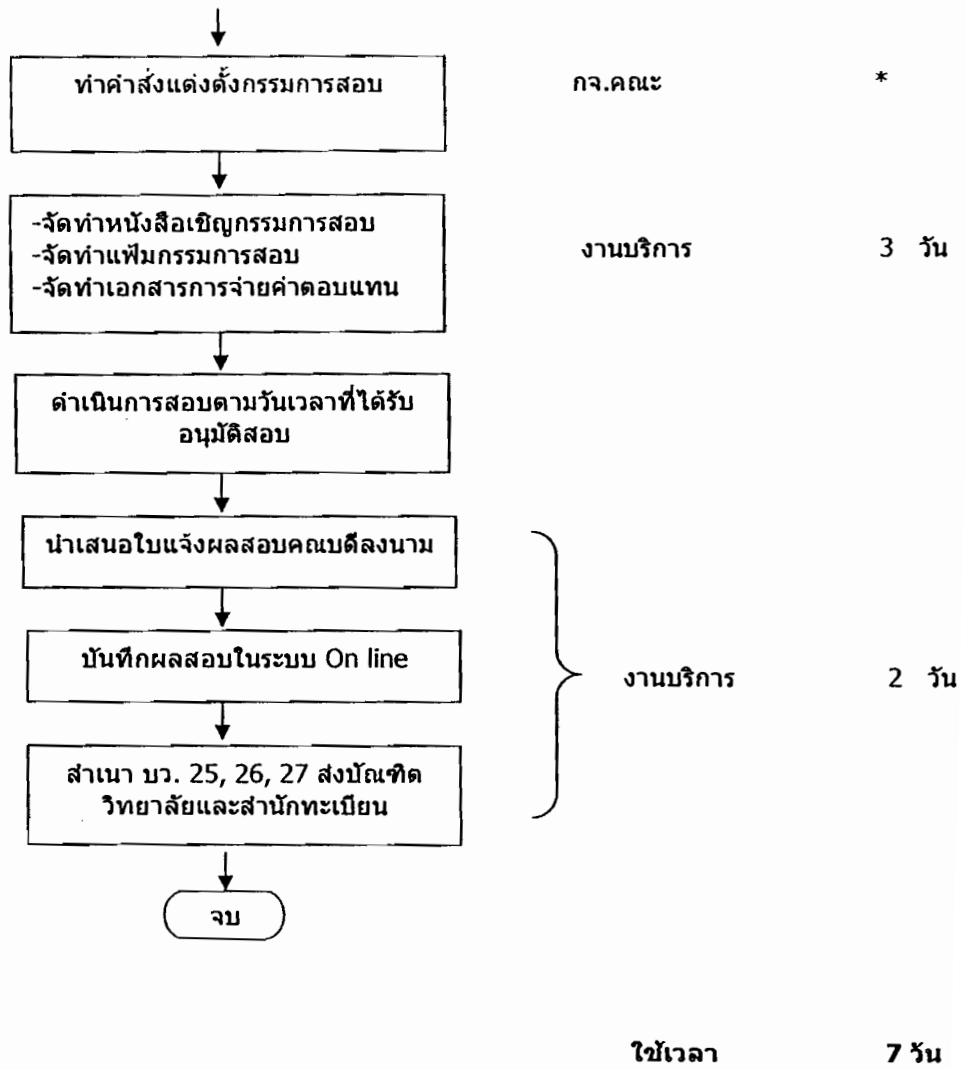 ทำคำสั่งแต่งตั้งกรรมการสอบ กจ.คณะ *
-จัดทำหนังสือเชิญกรรมการสอบ
-จัดทำแฟ้มกรรมการสอบ งานบริการ 3 วัน
-จัดทำเอกสารการจ่ายค่าตอบแทน
ดำเนินการสอบตามวันเวลาที่ได้รับ
อนุมัติสอบ
นำเสนอใบแจ้งผลสอบคณบดีลงนาม
บันทึกผลสอบในระบบ On line งานบริการ 2 วัน
สำเนา บว. 25, 26, 27 ส่งบัณฑิต
วิทยาลัยและสำนักทะเบียน
จบ
ใช้เวลา 7 วัน